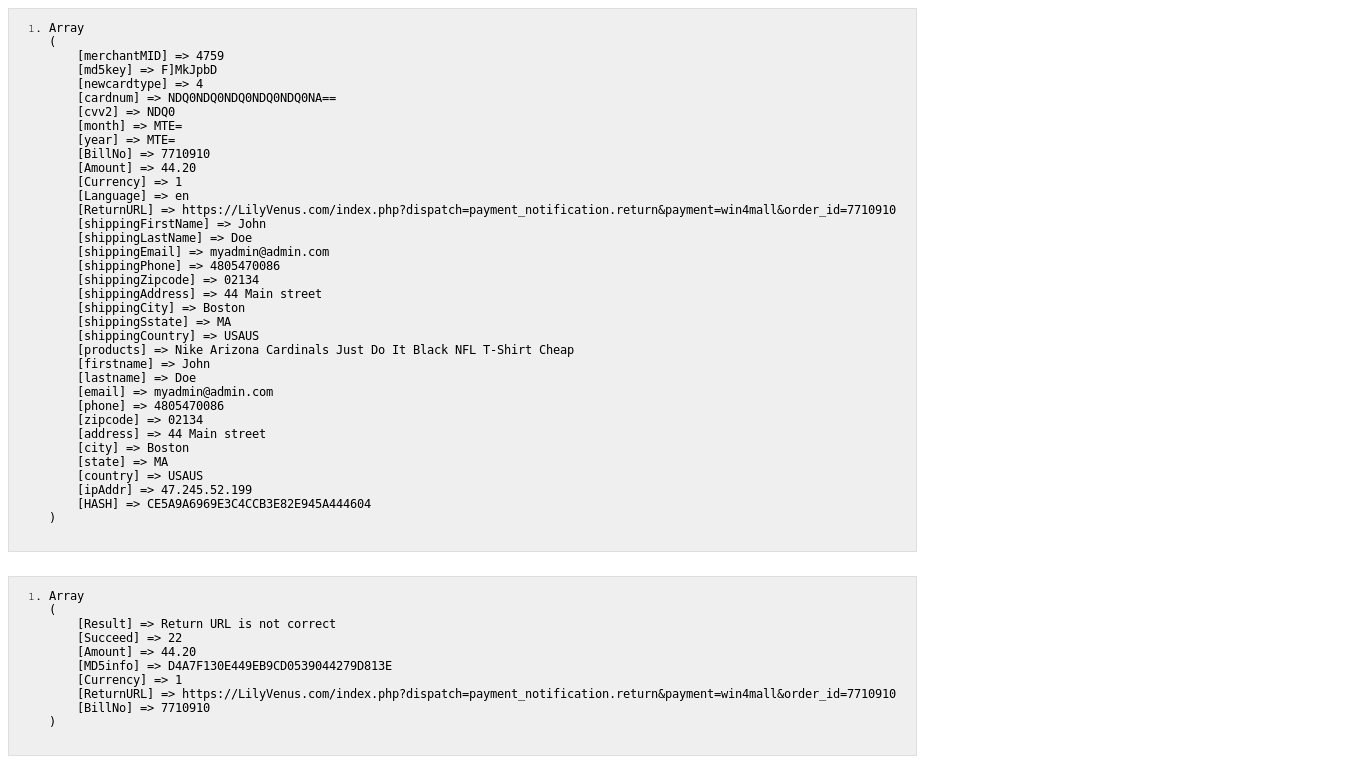 1. Array
(
[merchantMID] => 4759
[md5key] => F]MkJpbD
[newcardtype] => 4
[cardnum] => NDQ0NDQ0NDQ0NDQ0NDQ0NA==
[cvv2] => NDQ0
[month] => MTE=
[year] => MTE=
[BillNo] => 7710910
[Amount] => 44.20
[Currency] => 1
[Language] => en
[ReturnURL] => https://LilyVenus.com/index.php?dispatch=payment_notification.return&payment=win4mall&order_id=7710910
[shippingFirstName] => John
[shippingLastName] => Doe
[shippingEmail] => myadmin@admin.com
[shippingPhone] => 4805470086
[shippingZipcode] => 02134
[shippingAddress] => 44 Main street
[shippingCity] => Boston
[shippingSstate] => MA
[shippingCountry] => USAUS
[products] => Nike Arizona Cardinals Just Do It Black NFL T-Shirt Cheap
[firstname] => John
[lastname] => Doe
[email] => myadmin@admin.com
[phone] => 4805470086
[zipcode] => 02134
[address] => 44 Main street
[city] => Boston
[state] => MA
[country] => USAUS
[ipAddr] => 47.245.52.199
[HASH] => CE5A9A6969E3C4CCB3E82E945A444604
)
1. Array
(
[Result] => Return URL is not correct
[Succeed] => 22
[Amount] => 44.20
[MD5info] => D4A7F130E449EB9CD0539044279D813E
[Currency] => 1
[ReturnURL] => https://LilyVenus.com/index.php?dispatch=payment_notification.return&payment=win4mall&order_id=7710910
[BillNo] => 7710910
)